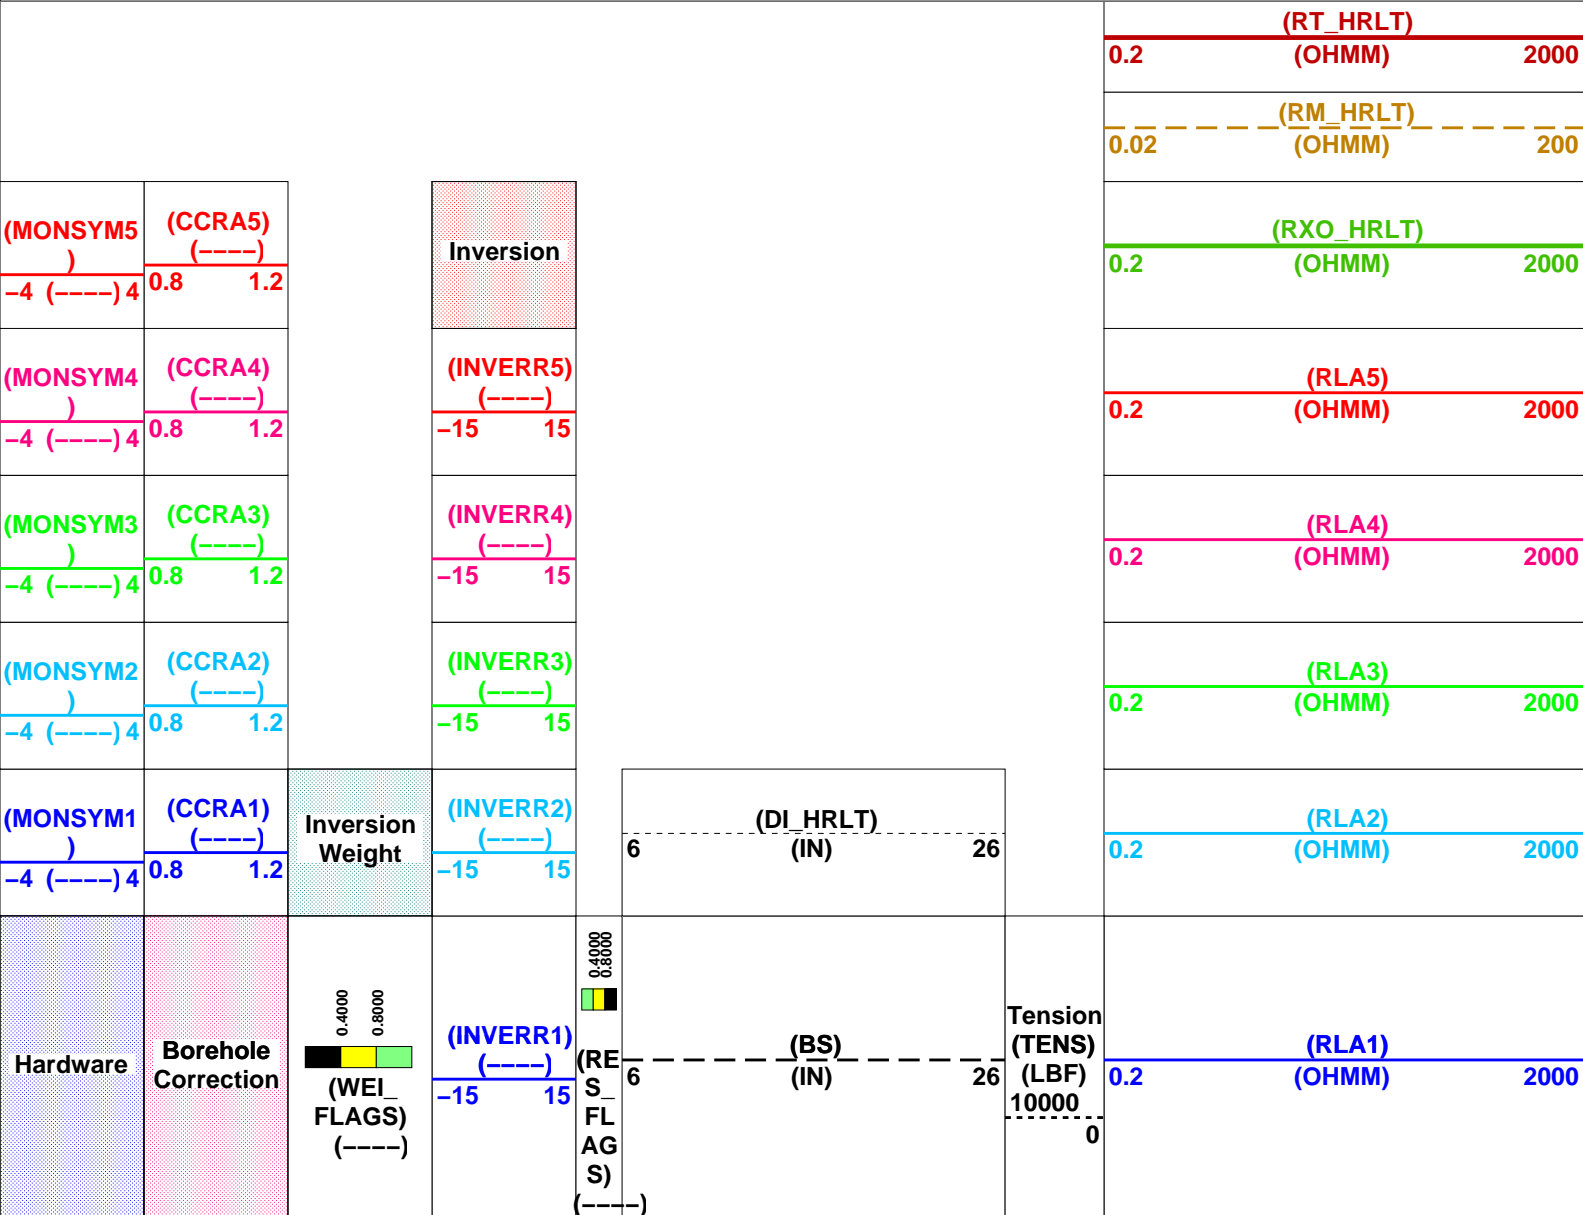 (RT_HRLT)
0.2 (OHMM) 2000
(RM_HRLT)
0.02 (OHMM) 200
(MONSYM5
)
−4 (−−−−) 4
(CCRA5)
(−−−−)
0.8 1.2
Inversion
(RXO_HRLT)
0.2 (OHMM) 2000
(MONSYM4
)
−4 (−−−−) 4
(CCRA4)
(−−−−)
0.8 1.2
(INVERR5)
(−−−−)
−15 15
(RLA5)
0.2 (OHMM) 2000
(MONSYM3
)
−4 (−−−−) 4
(CCRA3)
(−−−−)
0.8 1.2
(INVERR4)
(−−−−)
−15 15
(RLA4)
0.2 (OHMM) 2000
(MONSYM2
)
−4 (−−−−) 4
(CCRA2)
(−−−−)
0.8 1.2
(INVERR3)
(−−−−)
−15 15
(RLA3)
0.2 (OHMM) 2000
(MONSYM1
)
−4 (−−−−) 4
(CCRA1)
(−−−−)
0.8 1.2
Inversion
Weight
(INVERR2)
(−−−−)
−15 15
(DI_HRLT)
6 (IN) 26
(RLA2)
0.2 (OHMM) 2000
Hardware
Borehole
Correction
0.4000
0.8000
(WEI_
FLAGS)
(−−−−)
(INVERR1)
(−−−−)
−15 15
0.4000
0.8000
(RE
S_
FL
AG
S)
(−−−−)
(BS)
6 (IN) 26
Tension
(TENS)
(LBF)
10000
0
(RLA1)
0.2 (OHMM) 2000